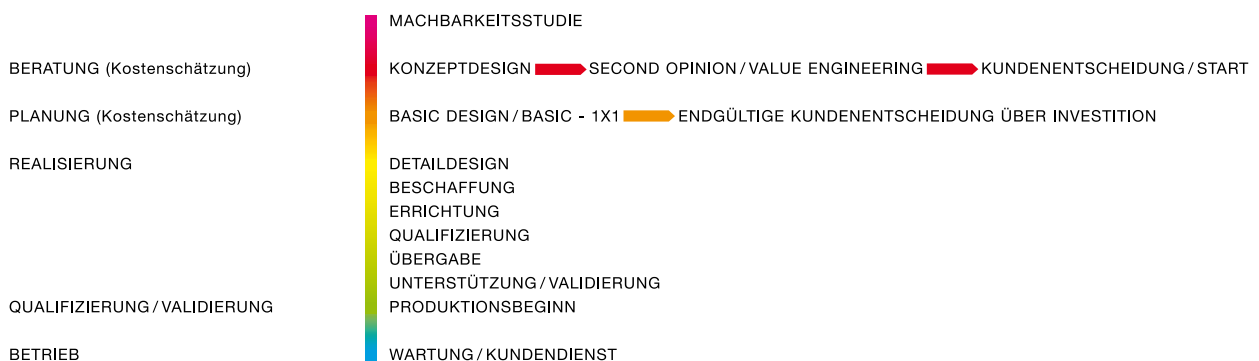 MACHBARKEITSSTUDIE
BERATUNG (Kostenschätzung) KONZEPTDESIGN SECOND OPINION / VALUE ENGINEERING KUNDENENTSCHEIDUNG / START
PLANUNG (Kostenschätzung) BASIC DESIGN / BASIC - 1X1 ENDGÜLTIGE KUNDENENTSCHEIDUNG ÜBER INVESTITION
REALISIERUNG DETAILDESIGN
BESCHAFFUNG
ERRICHTUNG
QUALIFIZIERUNG
ÜBERGABE
UNTERSTÜTZUNG / VALIDIERUNG
QUALIFIZIERUNG / VALIDIERUNG PRODUKTIONSBEGINN
BETRIEB WARTUNG / KUNDENDIENST